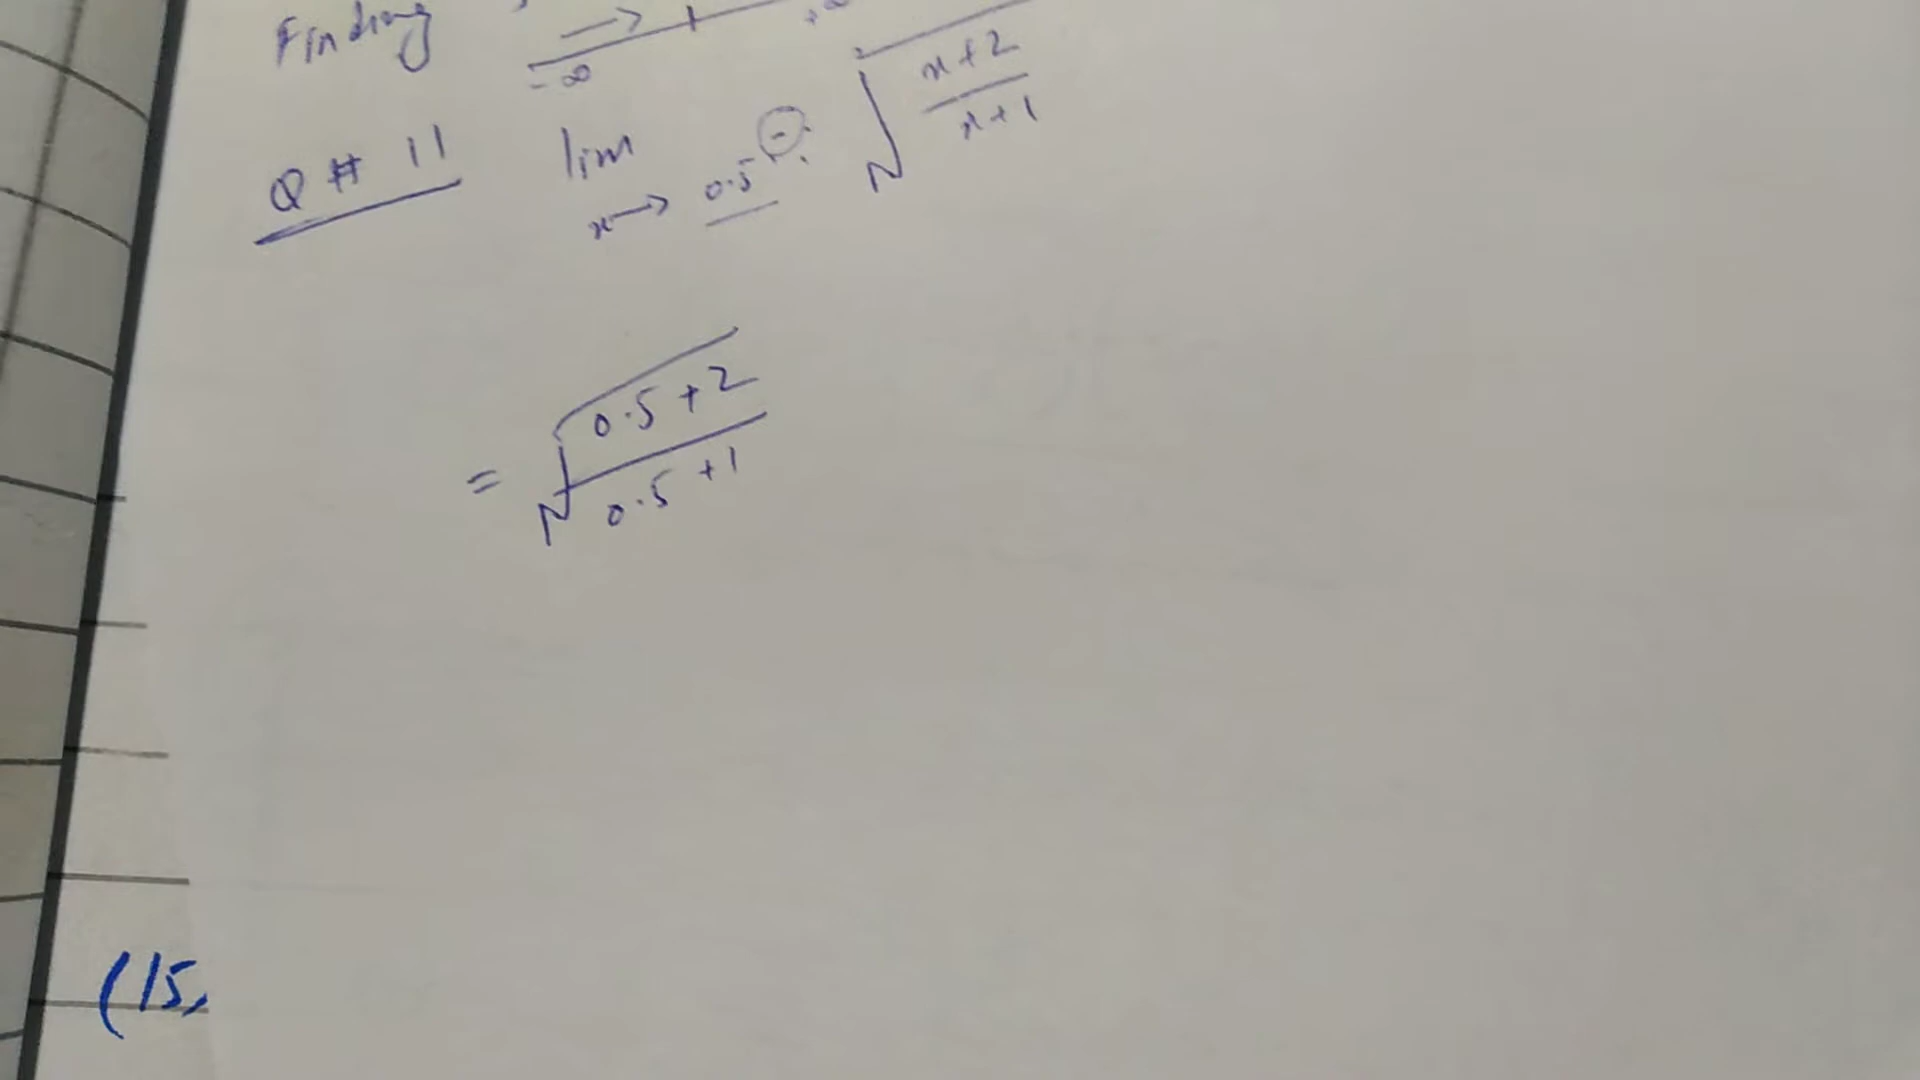 Finding
-∞ +∞
Q # 11 lim x→0.5⁻ √((x+2)/(x+1))
= √((0.5+2)/(0.5+1))
(15,